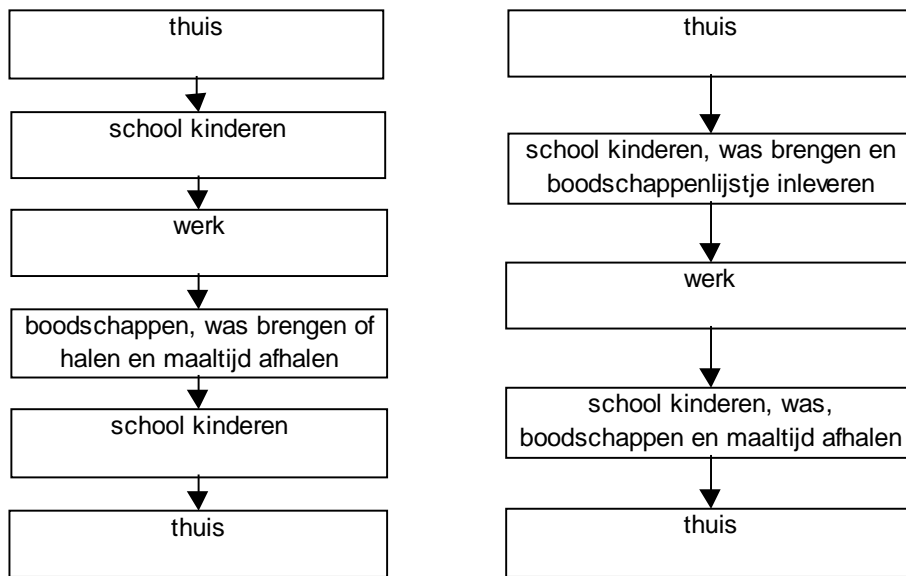 thuis
school kinderen
werk
boodschappen, was brengen of
halen en maaltijd afhalen
school kinderen
thuis
thuis
school kinderen, was brengen en
boodschappenlijstje inleveren
werk
school kinderen, was,
boodschappen en maaltijd afhalen
thuis